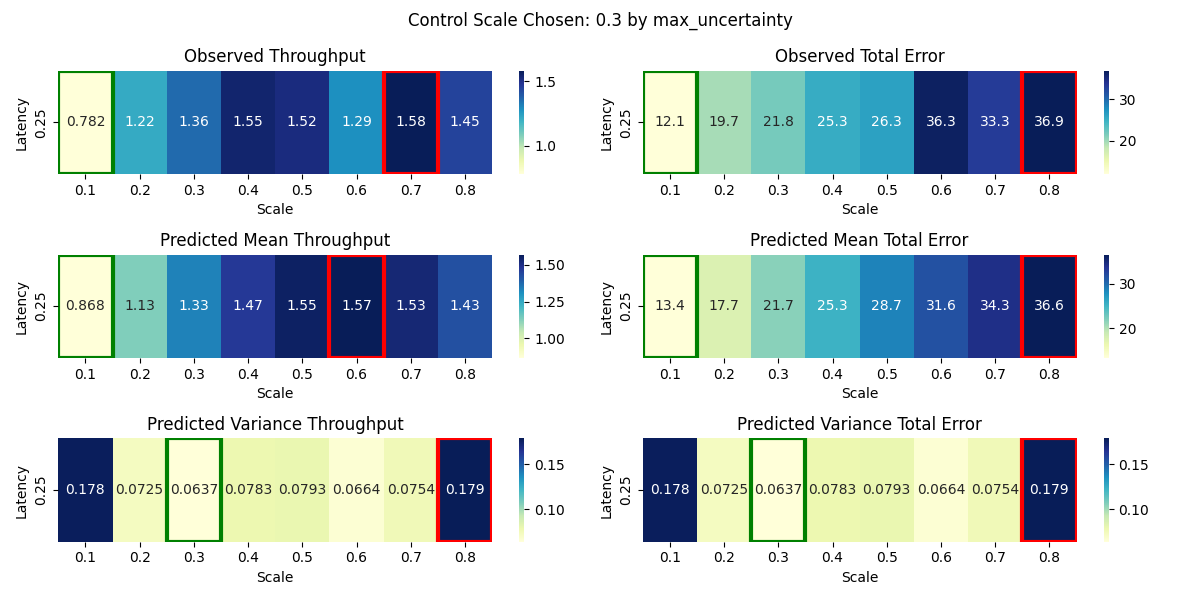 Control Scale Chosen: 0.3 by max_uncertainty
Observed Throughput
Latency
0.25
0.782 1.22 1.36 1.55 1.52 1.29 1.58 1.45
0.1 0.2 0.3 0.4 0.5 0.6 0.7 0.8
Scale
1.5
1.0
Observed Total Error
Latency
0.25
12.1 19.7 21.8 25.3 26.3 36.3 33.3 36.9
0.1 0.2 0.3 0.4 0.5 0.6 0.7 0.8
Scale
30
20
Predicted Mean Throughput
Latency
0.25
0.868 1.13 1.33 1.47 1.55 1.57 1.53 1.43
0.1 0.2 0.3 0.4 0.5 0.6 0.7 0.8
Scale
1.50
1.25
1.00
Predicted Mean Total Error
Latency
0.25
13.4 17.7 21.7 25.3 28.7 31.6 34.3 36.6
0.1 0.2 0.3 0.4 0.5 0.6 0.7 0.8
Scale
30
20
Predicted Variance Throughput
Latency
0.25
0.178 0.0725 0.0637 0.0783 0.0793 0.0664 0.0754 0.179
0.1 0.2 0.3 0.4 0.5 0.6 0.7 0.8
Scale
0.15
0.10
Predicted Variance Total Error
Latency
0.25
0.178 0.0725 0.0637 0.0783 0.0793 0.0664 0.0754 0.179
0.1 0.2 0.3 0.4 0.5 0.6 0.7 0.8
Scale
0.15
0.10